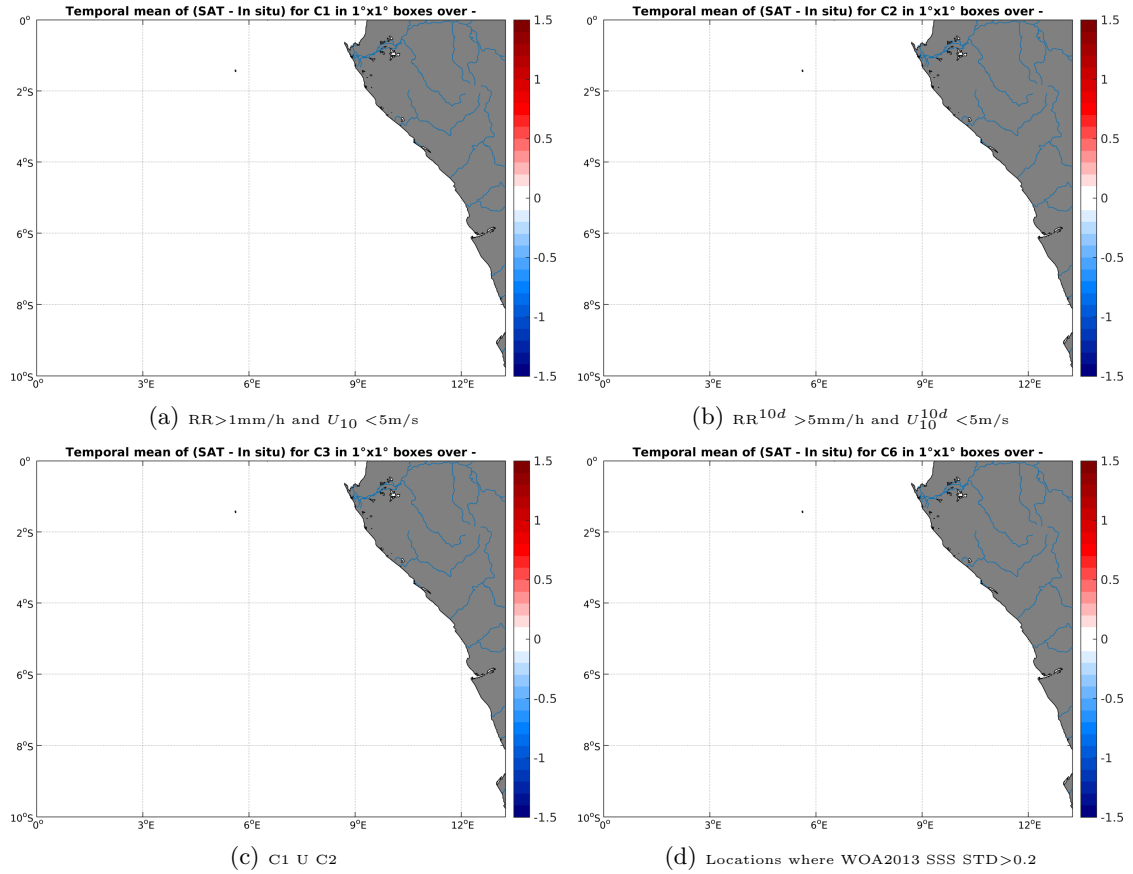 Temporal mean of (SAT - In situ) for C1 in 1°x1° boxes over -
0°
2°S
4°S
6°S
8°S
10°S
0°
3°E
6°E
9°E
12°E
1.5
1
0.5
0
-0.5
-1
-1.5
(a) RR>1mm/h and U10 <5m/s
Temporal mean of (SAT - In situ) for C2 in 1°x1° boxes over -
0°
2°S
4°S
6°S
8°S
10°S
0°
3°E
6°E
9°E
12°E
1.5
1
0.5
0
-0.5
-1
-1.5
(b) RR10d >5mm/h and U10d10 <5m/s
Temporal mean of (SAT - In situ) for C3 in 1°x1° boxes over -
0°
2°S
4°S
6°S
8°S
10°S
0°
3°E
6°E
9°E
12°E
1.5
1
0.5
0
-0.5
-1
-1.5
(c) C1 U C2
Temporal mean of (SAT - In situ) for C6 in 1°x1° boxes over -
0°
2°S
4°S
6°S
8°S
10°S
0°
3°E
6°E
9°E
12°E
1.5
1
0.5
0
-0.5
-1
-1.5
(d) Locations where WOA2013 SSS STD>0.2